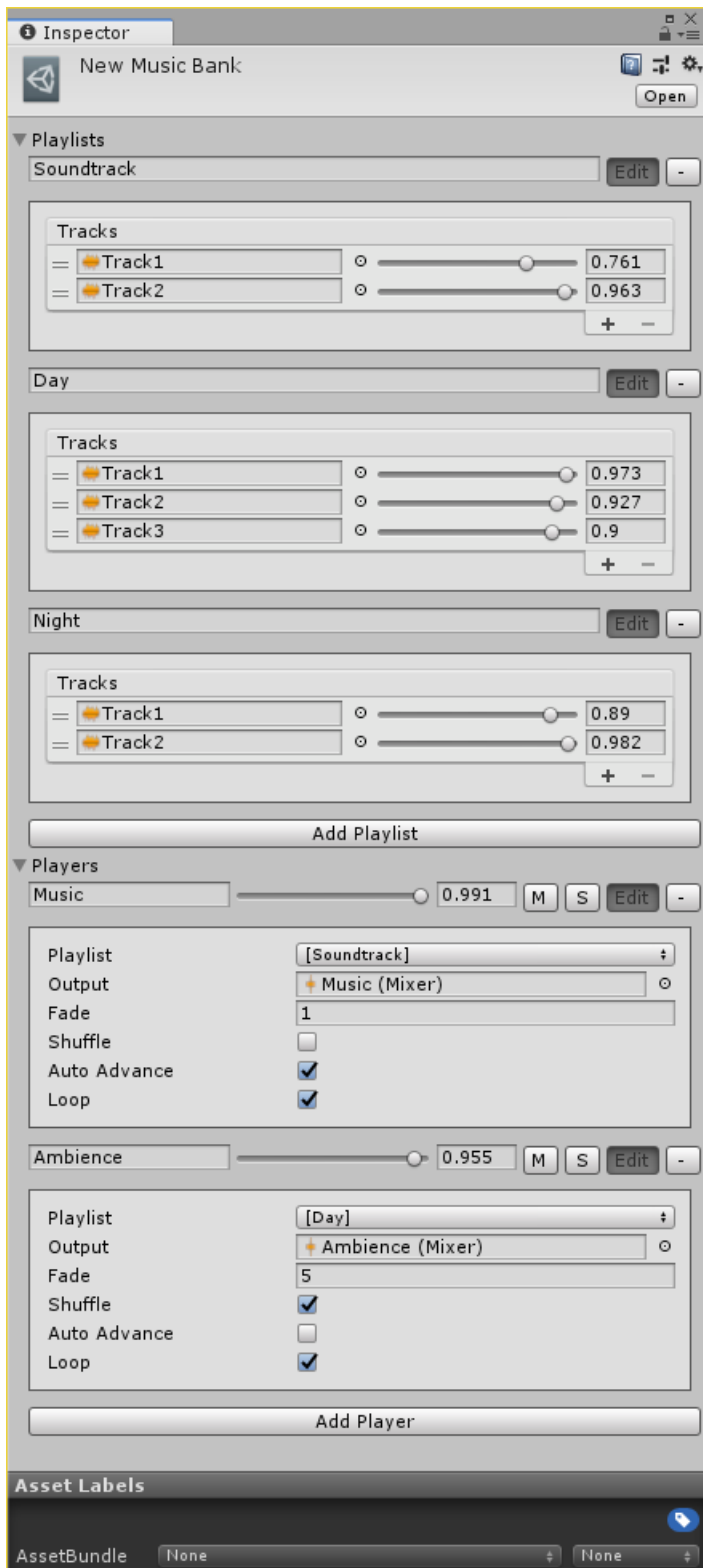 Inspector
New Music Bank
Open
Playlists
Soundtrack Edit -
Tracks
Track1 0.761
Track2 0.963
+ −
Day Edit -
Tracks
Track1 0.973
Track2 0.927
Track3 0.9
+ −
Night Edit -
Tracks
Track1 0.89
Track2 0.982
+ −
Add Playlist
Players
Music 0.991 M S Edit -
Playlist [Soundtrack]
Output Music (Mixer)
Fade 1
Shuffle
Auto Advance
Loop
Ambience 0.955 M S Edit -
Playlist [Day]
Output Ambience (Mixer)
Fade 5
Shuffle
Auto Advance
Loop
Add Player
Asset Labels
AssetBundle None None